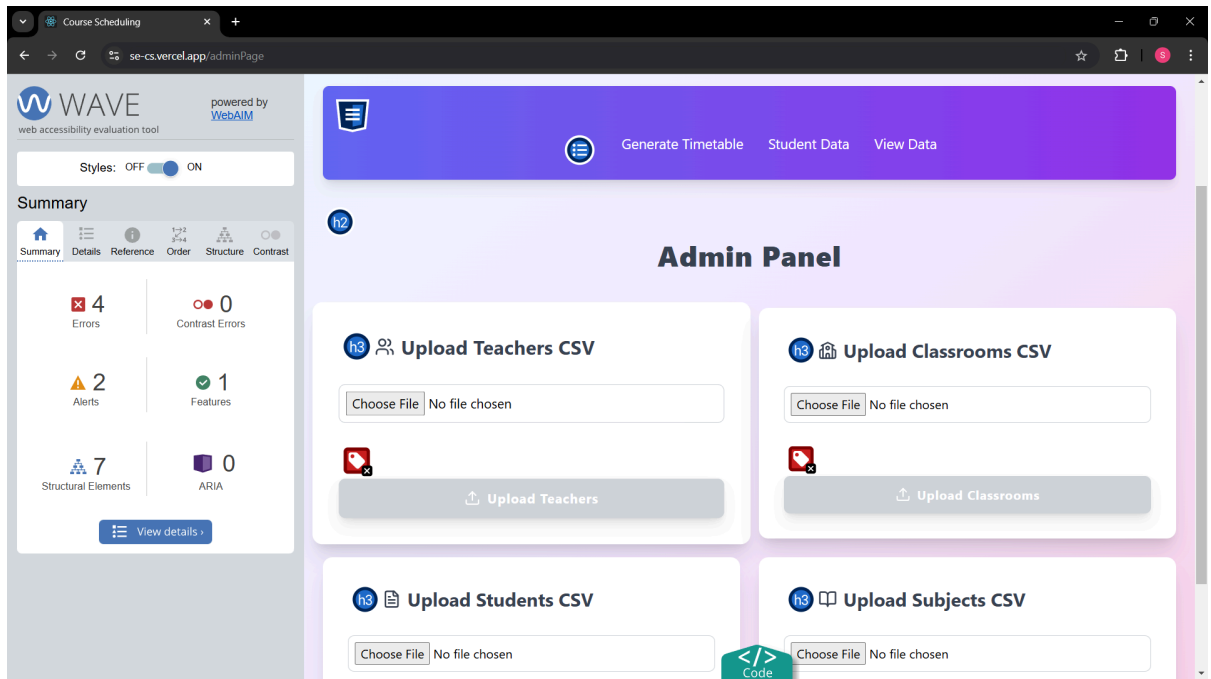 Course Scheduling
se-cs.vercel.app/adminPage
S
WAVE
web accessibility evaluation tool
powered by
WebAIM
Styles: OFF ON
Summary
Summary Details Reference Order Structure Contrast
4
Errors
0
Contrast Errors
2
Alerts
1
Features
7
Structural Elements
0
ARIA
View details ›
Generate Timetable Student Data View Data
h2
Admin Panel
h3 Upload Teachers CSV
Choose File No file chosen
Upload Teachers
h3 Upload Classrooms CSV
Choose File No file chosen
Upload Classrooms
h3 Upload Students CSV
Choose File No file chosen
h3 Upload Subjects CSV
Choose File No file chosen
</>
Code